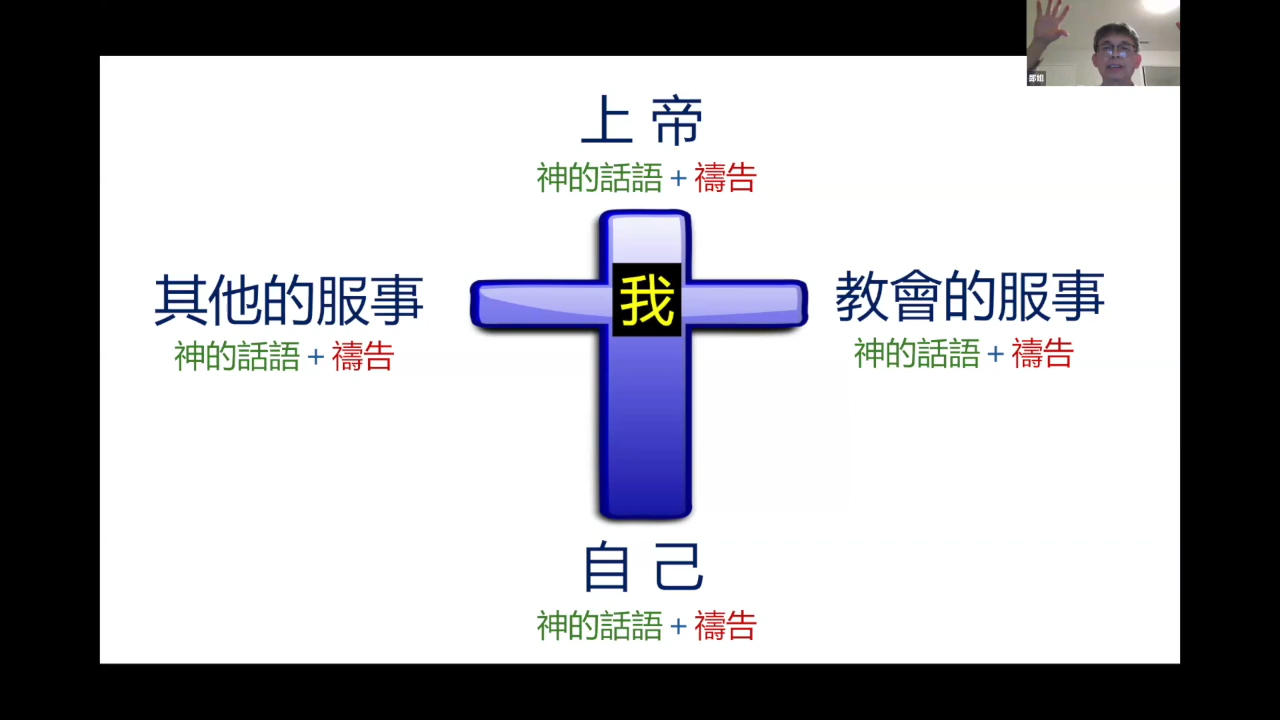 上帝
神的話語 + 禱告
其他的服事
神的話語 + 禱告
我
教會的服事
神的話語 + 禱告
自己
神的話語 + 禱告